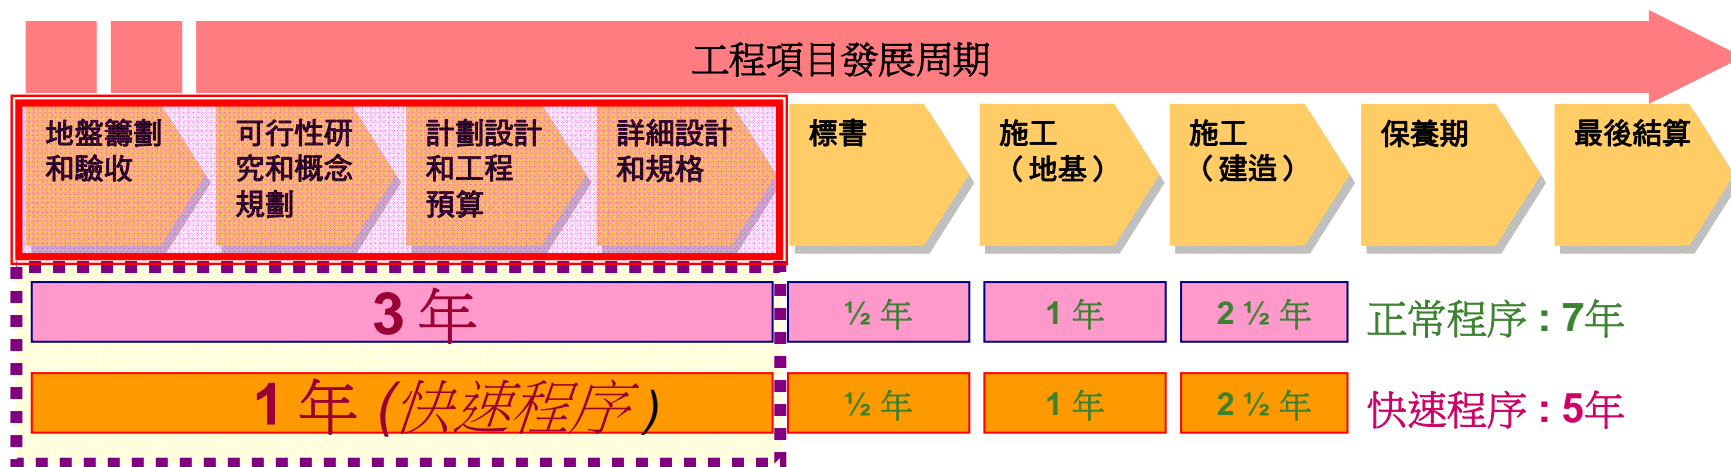 工程項目發展周期
地盤籌劃
和驗收
可行性研
究和概念
規劃
計劃設計
和工程
預算
詳細設計
和規格
標書
施工
（地基）
施工
（建造）
保養期
最後結算
3 年
½ 年
1 年
2 ½ 年
正常程序 : 7年
1 年 (快速程序 )
½ 年
1 年
2 ½ 年
快速程序 : 5年